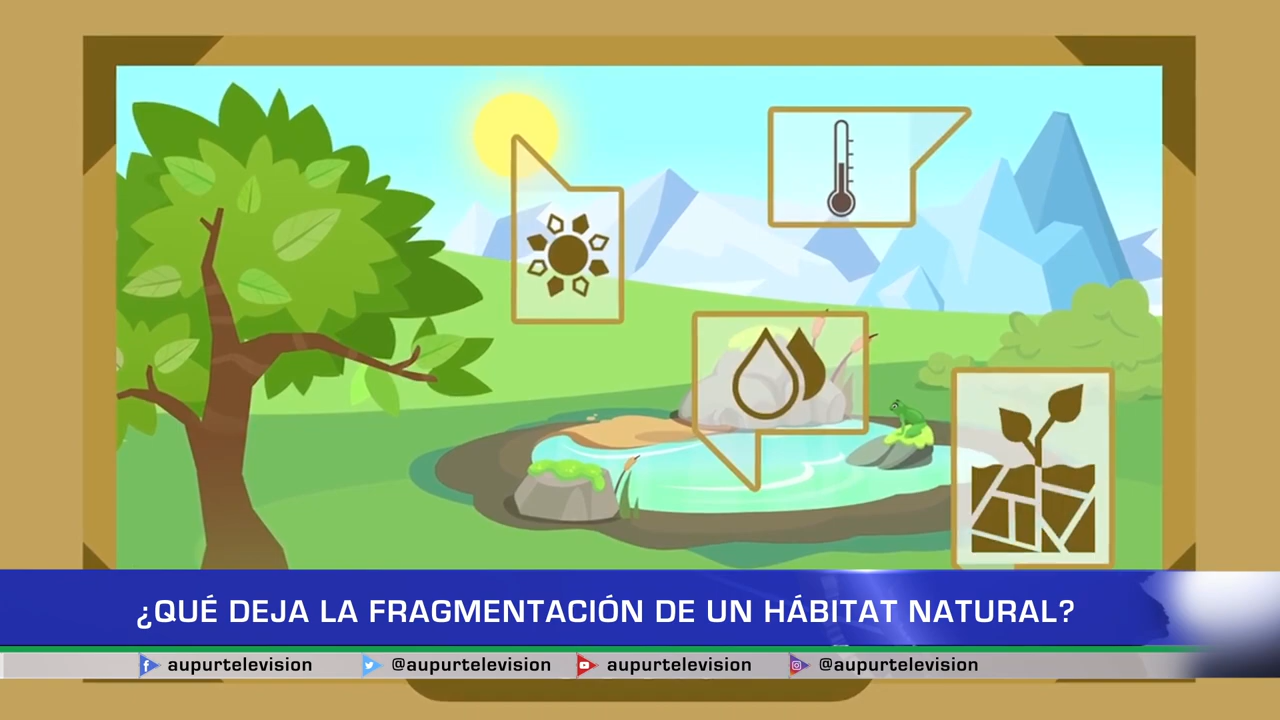 ¿QUÉ DEJA LA FRAGMENTACIÓN DE UN HÁBITAT NATURAL?
aupurtelevision @aupurtelevision aupurtelevision @aupurtelevision